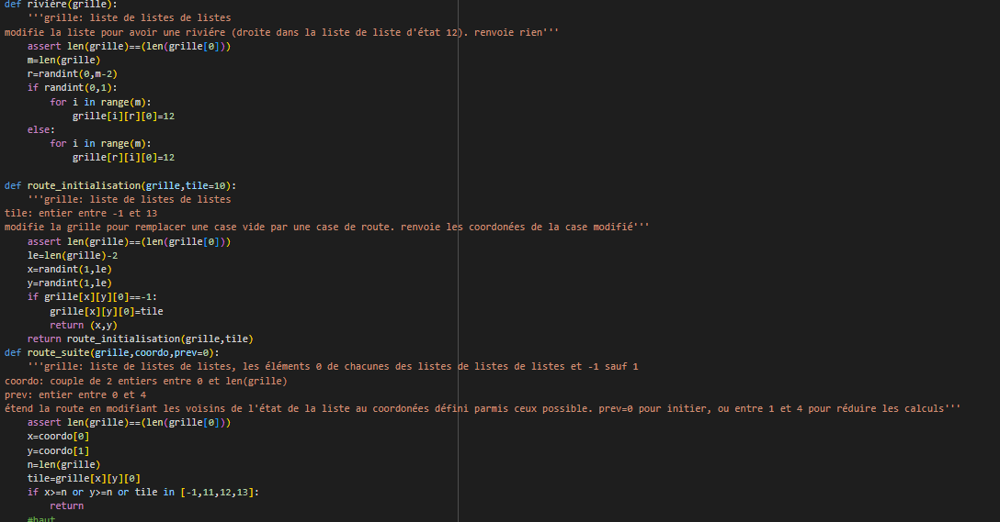 def riviére(grille):
    '''grille: liste de listes de listes
modifie la liste pour avoir une riviére (droite dans la liste de liste d'état 12). renvoie rien'''
    assert len(grille)==(len(grille[0]))
    m=len(grille)
    r=randint(0,m-2)
    if randint(0,1):
        for i in range(m):
            grille[i][r][0]=12
    else:
        for i in range(m):
            grille[r][i][0]=12
def route_initialisation(grille,tile=10):
    '''grille: liste de listes de listes
tile: entier entre -1 et 13
modifie la grille pour remplacer une case vide par une case de route. renvoie les coordonées de la case modifié'''
    assert len(grille)==(len(grille[0]))
    le=len(grille)-2
    x=randint(1,le)
    y=randint(1,le)
    if grille[x][y][0]==-1:
        grille[x][y][0]=tile
        return (x,y)
    return route_initialisation(grille,tile)
def route_suite(grille,coordo,prev=0):
    '''grille: liste de listes de listes, les éléments 0 de chacunes des listes de listes de listes et -1 sauf 1
coordo: couple de 2 entiers entre 0 et len(grille)
prev: entier entre 0 et 4
étend la route en modifiant les voisins de l'état de la liste au coordonées défini parmis ceux possible. prev=0 pour initier, ou entre 1 et 4 pour réduire les calculs'''
    assert len(grille)==(len(grille[0]))
    x=coordo[0]
    y=coordo[1]
    n=len(grille)
    tile=grille[x][y][0]
    if x>=n or y>=n or tile in [-1,11,12,13]:
        return
    #haut